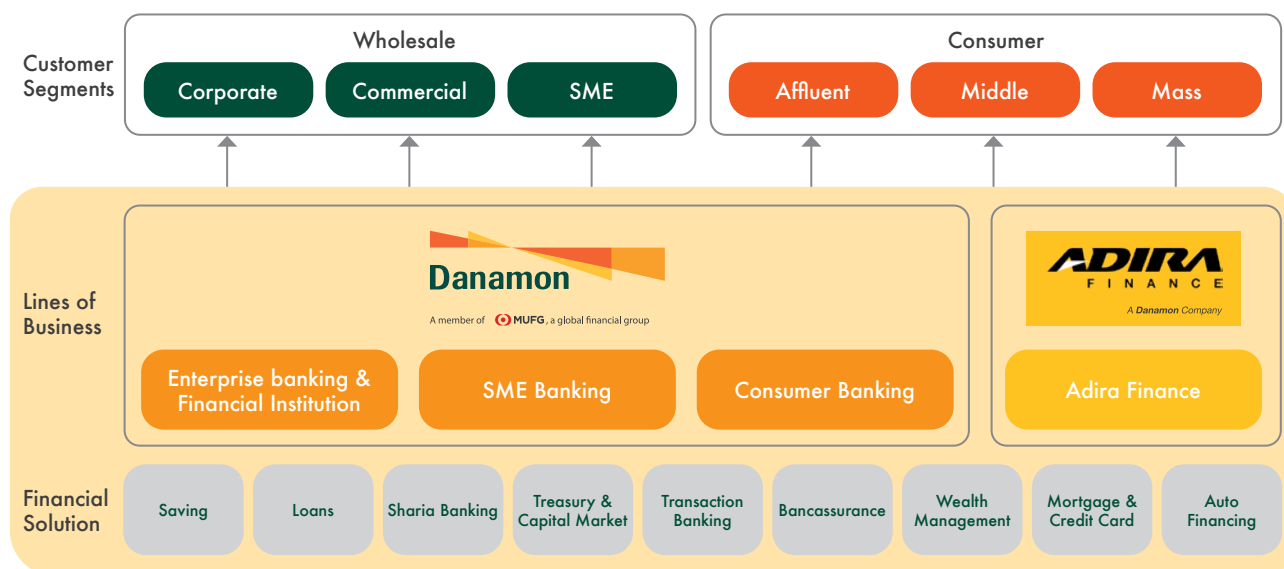 Customer
Segments
Wholesale
Corporate
Commercial
SME
Consumer
Affluent
Middle
Mass
Lines of
Business
Danamon
A member of MUFG, a global financial group
Enterprise banking &
Financial Institution
SME Banking
Consumer Banking
ADIRA
FINANCE
A Danamon Company
Adira Finance
Financial
Solution
Saving
Loans
Sharia Banking
Treasury &
Capital Market
Transaction
Banking
Bancassurance
Wealth
Management
Mortgage &
Credit Card
Auto
Financing